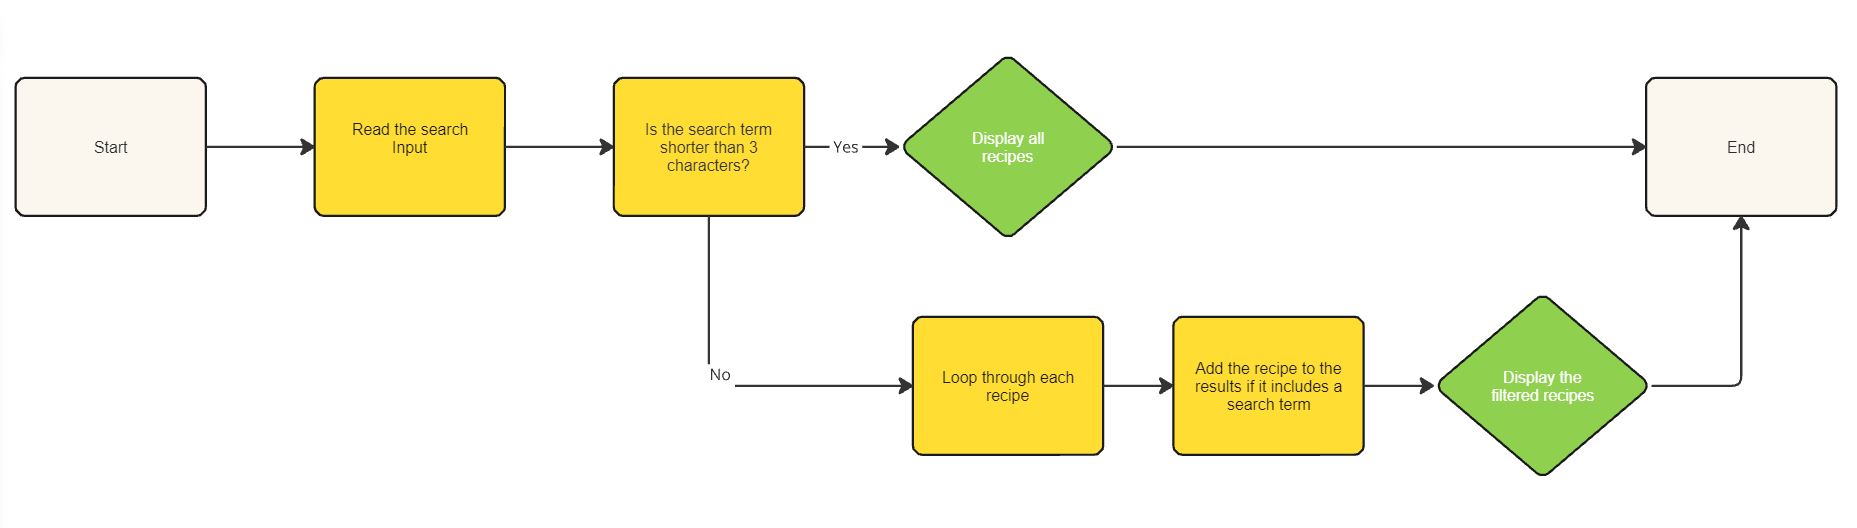 Start
Read the search
Input
Is the search term
shorter than 3
characters?
Yes
Display all
recipes
End
No
Loop through each
recipe
Add the recipe to the
results if it includes a
search term
Display the
filtered recipes